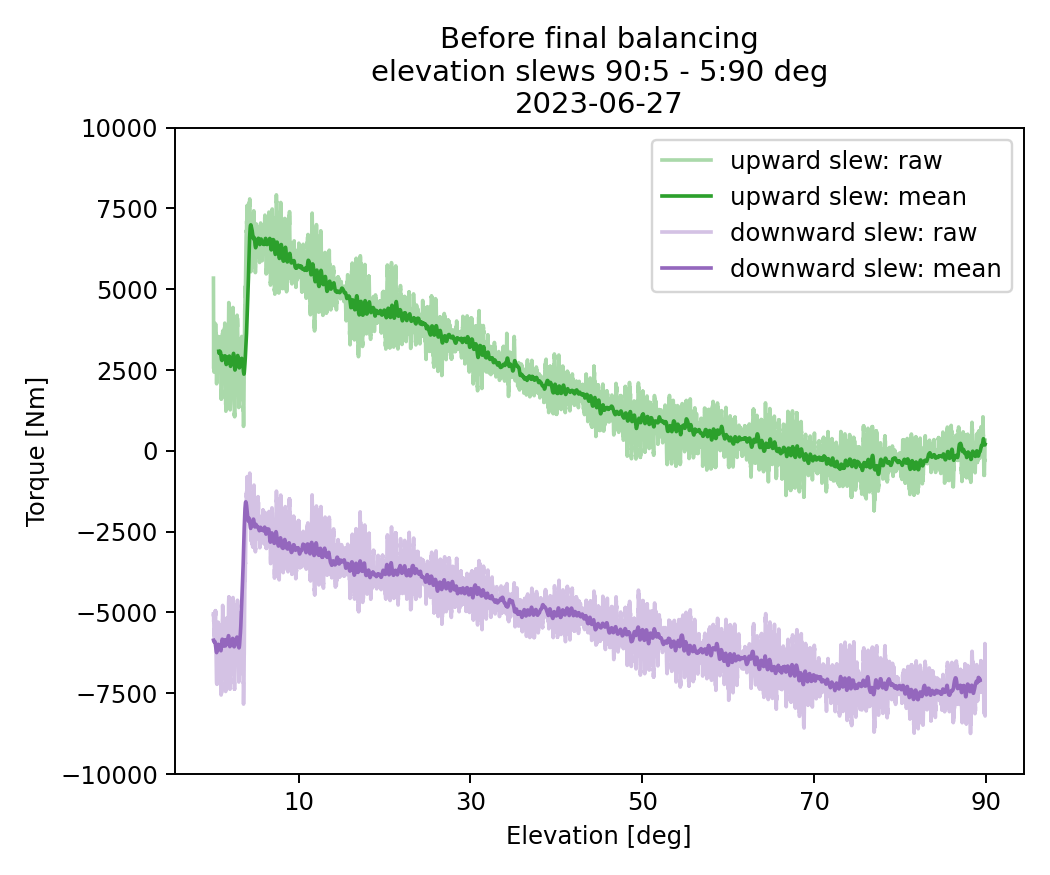 Before final balancing
elevation slews 90:5 - 5:90 deg
2023-06-27
10000
7500
5000
2500
0
−2500
−5000
−7500
−10000
Torque [Nm]
upward slew: raw
upward slew: mean
downward slew: raw
downward slew: mean
10 30 50 70 90
Elevation [deg]